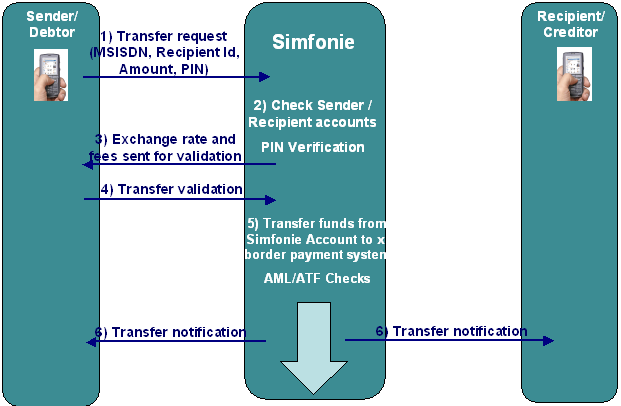 Sender/
Debtor
1) Transfer request
(MSISDN, Recipient Id,
Amount, PIN)
Simfonie
Recipient/
Creditor
2) Check Sender /
Recipient accounts
PIN Verification
3) Exchange rate and
fees sent for validation
4) Transfer validation
5) Transfer funds from
Simfonie Account to x
border payment system
AML/ATF Checks
6) Transfer notification
6) Transfer notification